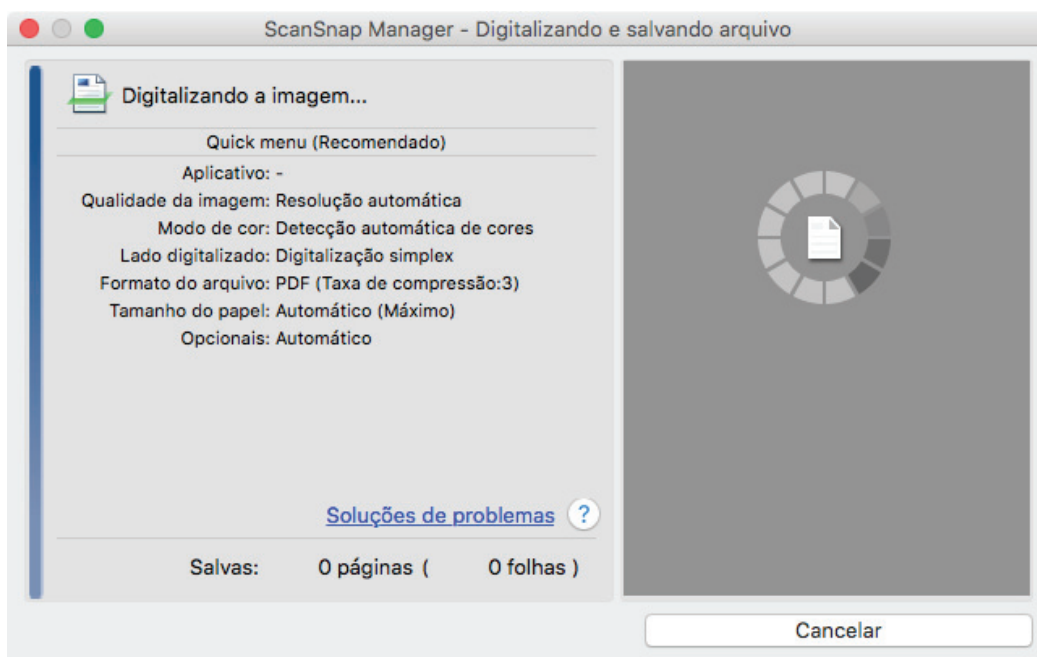 ScanSnap Manager - Digitalizando e salvando arquivo
Digitalizando a imagem...
Quick menu (Recomendado)
Aplicativo: -
Qualidade da imagem: Resolução automática
Modo de cor: Detecção automática de cores
Lado digitalizado: Digitalização simplex
Formato do arquivo: PDF (Taxa de compressão:3)
Tamanho do papel: Automático (Máximo)
Opcionais: Automático
Soluções de problemas ?
Salvas: 0 páginas ( 0 folhas )
Cancelar